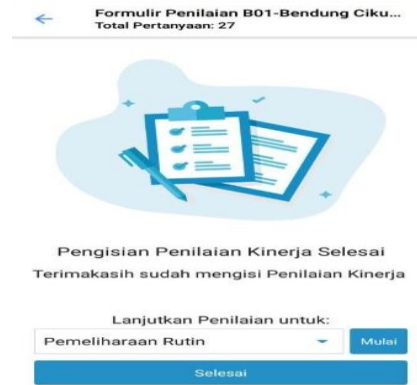 Formulir Penilaian B01-Bendung Ciku...
Total Pertanyaan: 27
Pengisian Penilaian Kinerja Selesai
Terimakasih sudah mengisi Penilaian Kinerja
Lanjutkan Penilaian untuk:
Pemeliharaan Rutin
Mulai
Selesai